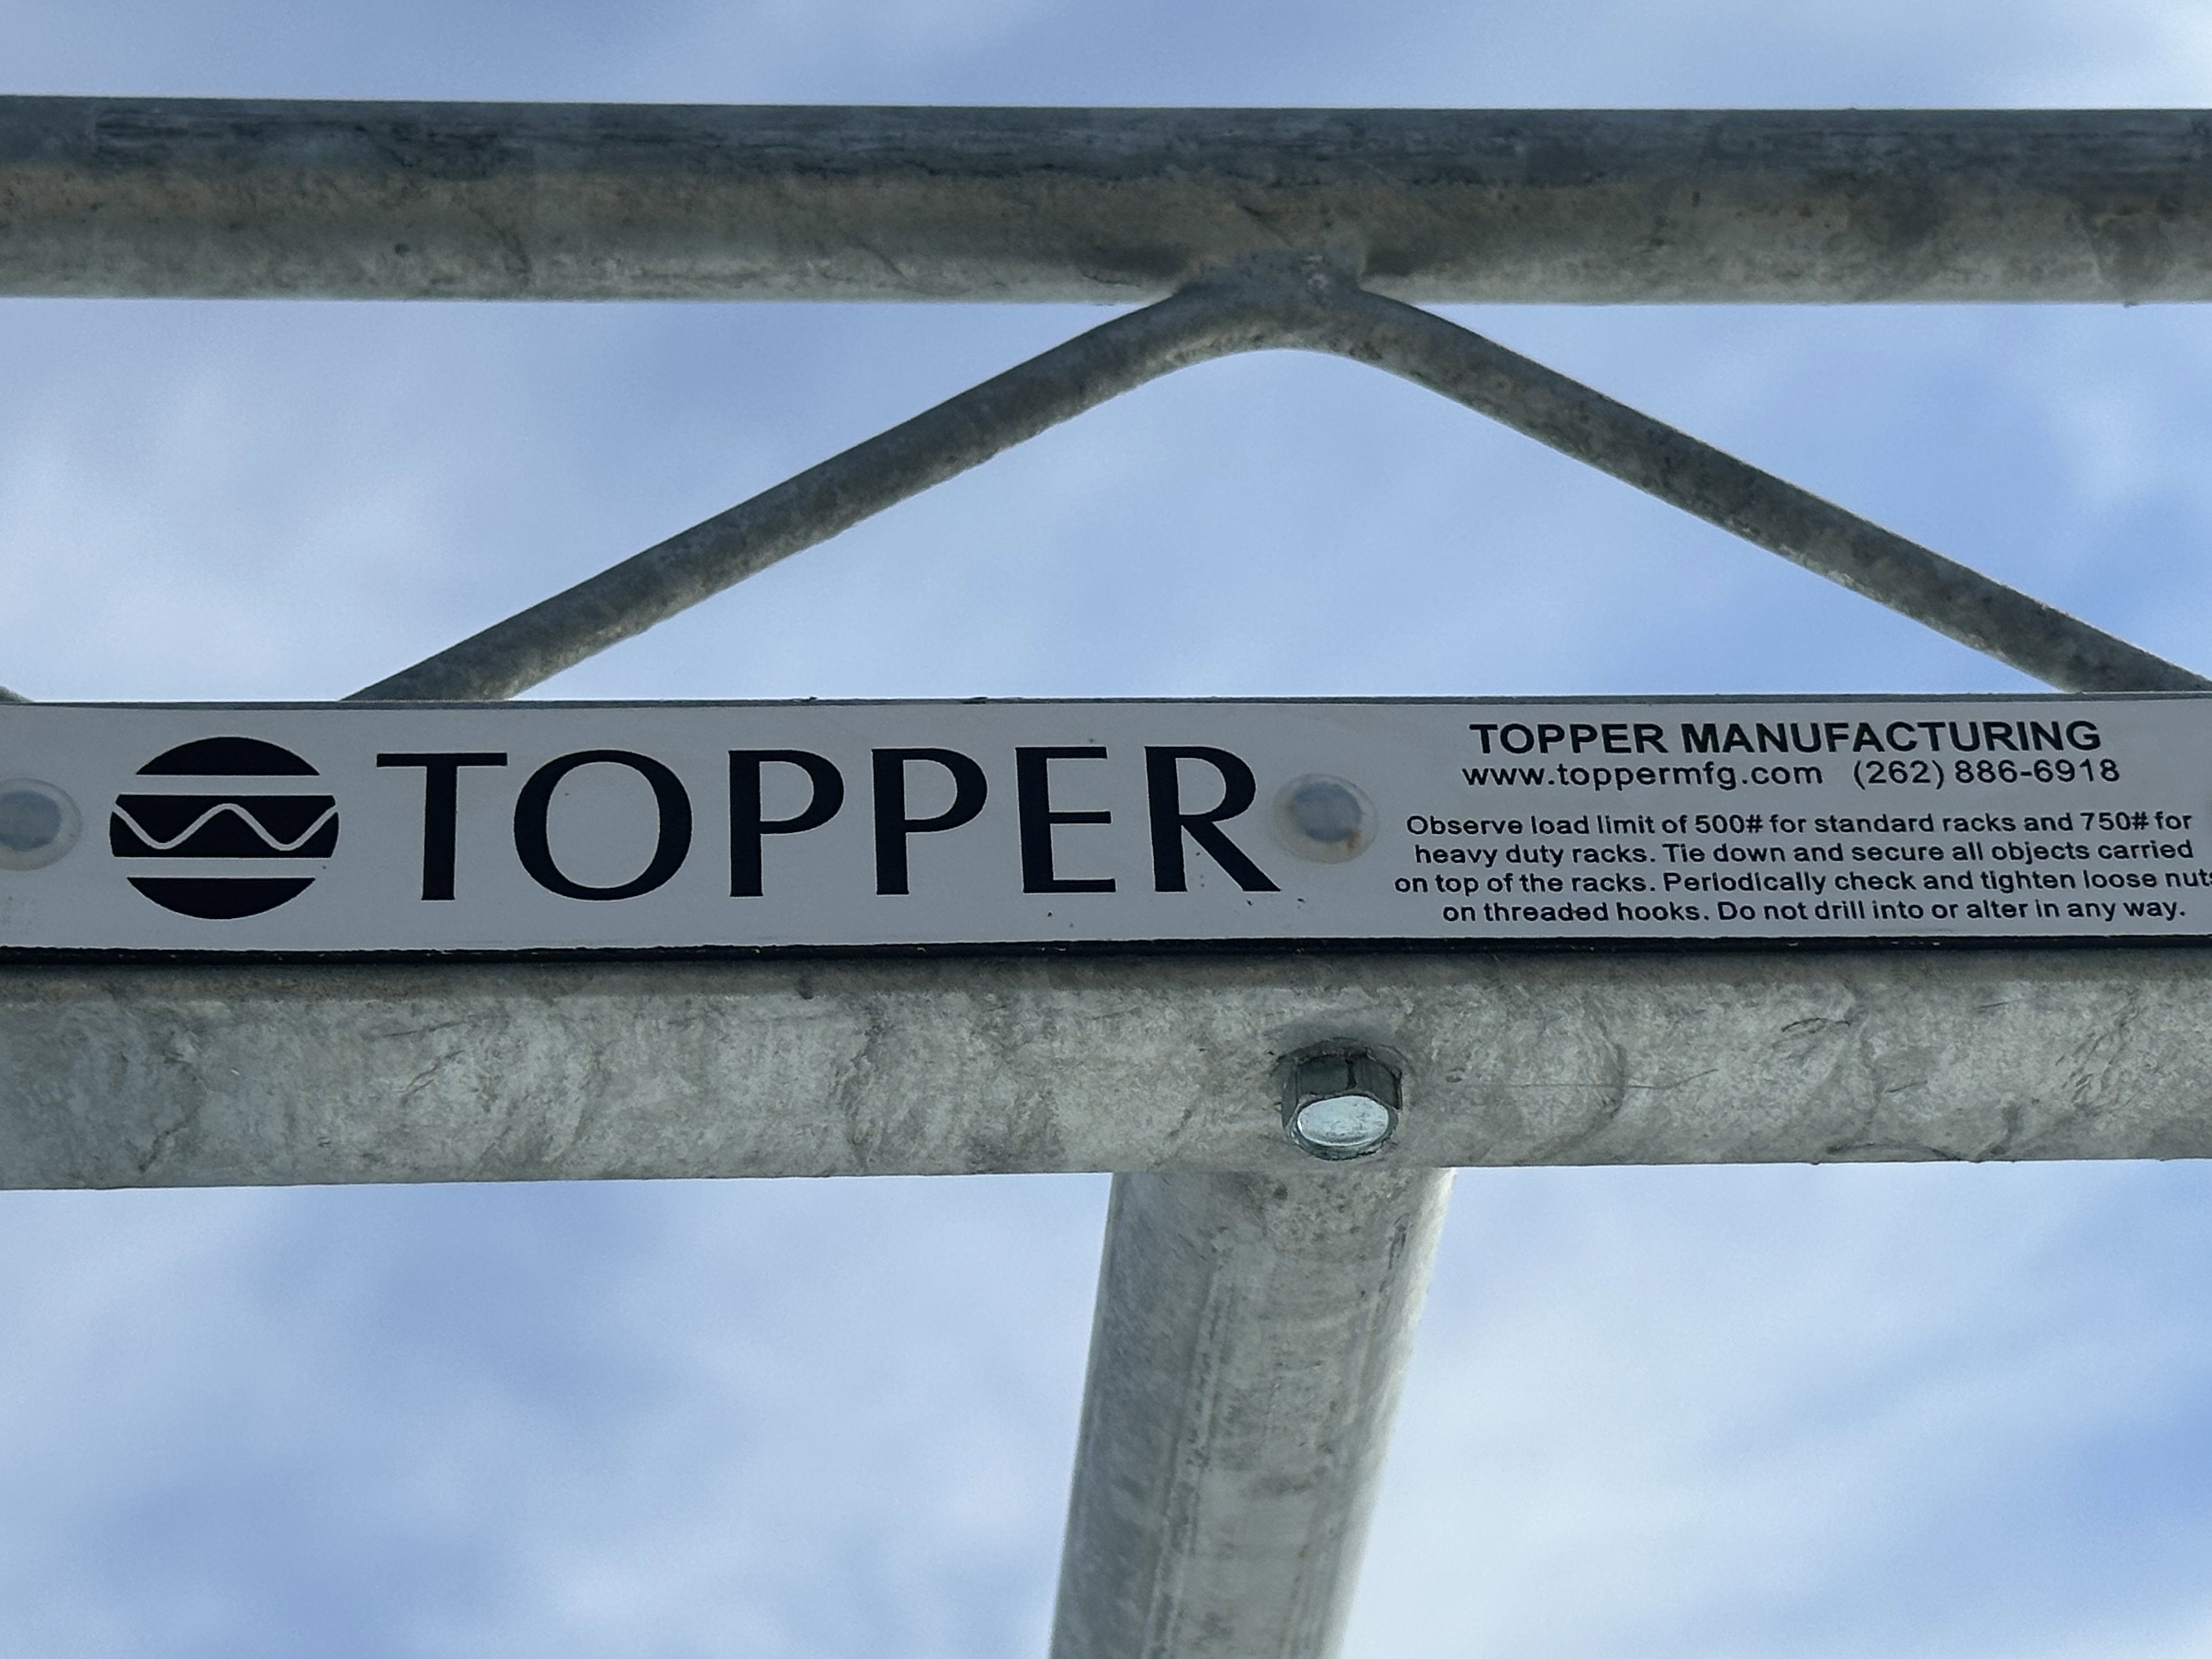 TOPPER
TOPPER MANUFACTURING
www.toppermfg.com (262) 886-6918
Observe load limit of 500# for standard racks and 750# for
heavy duty racks. Tie down and secure all objects carried
on top of the racks. Periodically check and tighten loose nuts
on threaded hooks. Do not drill into or alter in any way.